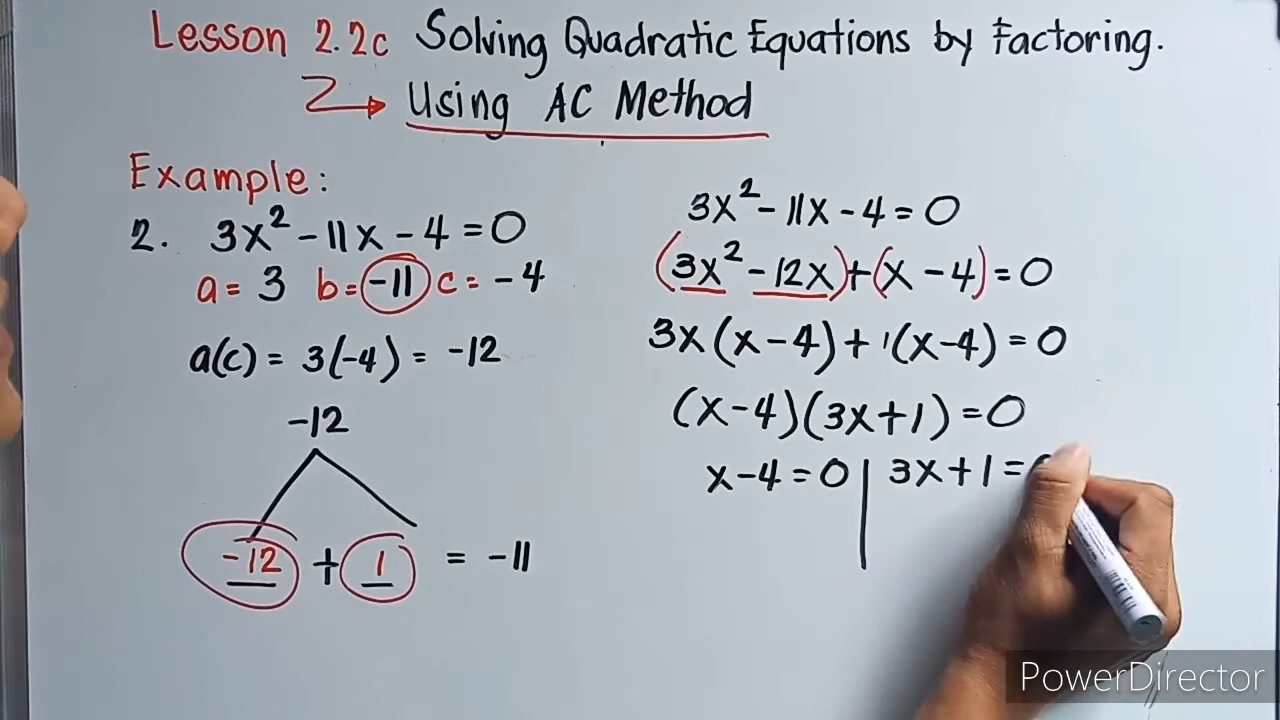 Lesson 2.2c Solving Quadratic Equations by Factoring.
Using AC Method
Example:
2. 3x² - 11x - 4 = 0
a = 3 b = -11 c = -4
a(c) = 3(-4) = -12
-12
-12 + 1 = -11
3x² - 11x - 4 = 0
(3x² - 12x) + (x - 4) = 0
3x(x - 4) + 1(x - 4) = 0
(x - 4)(3x + 1) = 0
x - 4 = 0 | 3x + 1 =
PowerDirector